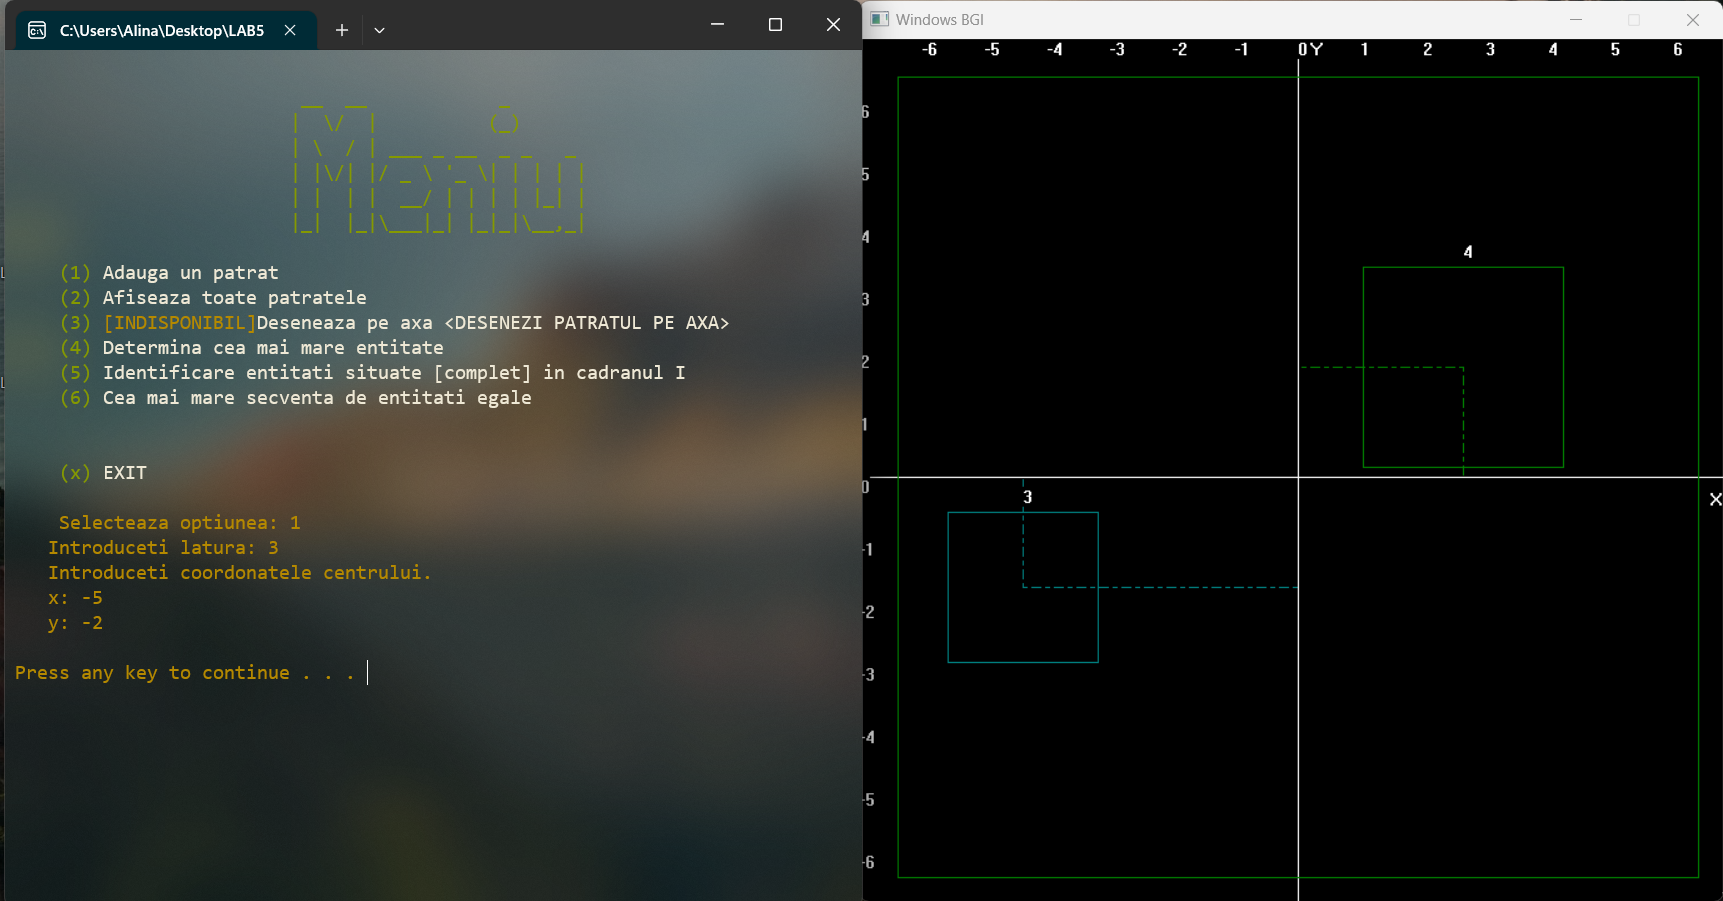 C:\Users\Alina\Desktop\LAB5
Meniu
(1) Adauga un patrat
(2) Afiseaza toate patratele
(3) [INDISPONIBIL]Deseneaza pe axa <DESENEZI PATRATUL PE AXA>
(4) Determina cea mai mare entitate
(5) Identificare entitati situate [complet] in cadranul I
(6) Cea mai mare secventa de entitati egale
(x) EXIT
Selecteaza optiunea: 1
Introduceti latura: 3
Introduceti coordonatele centrului.
x: -5
y: -2
Press any key to continue . . .
Windows BGI
-6 -5 -4 -3 -2 -1 0Y 1 2 3 4 5 6
6
5
4
4
3
2
1
0
3
X
-1
-2
-3
-4
-5
-6